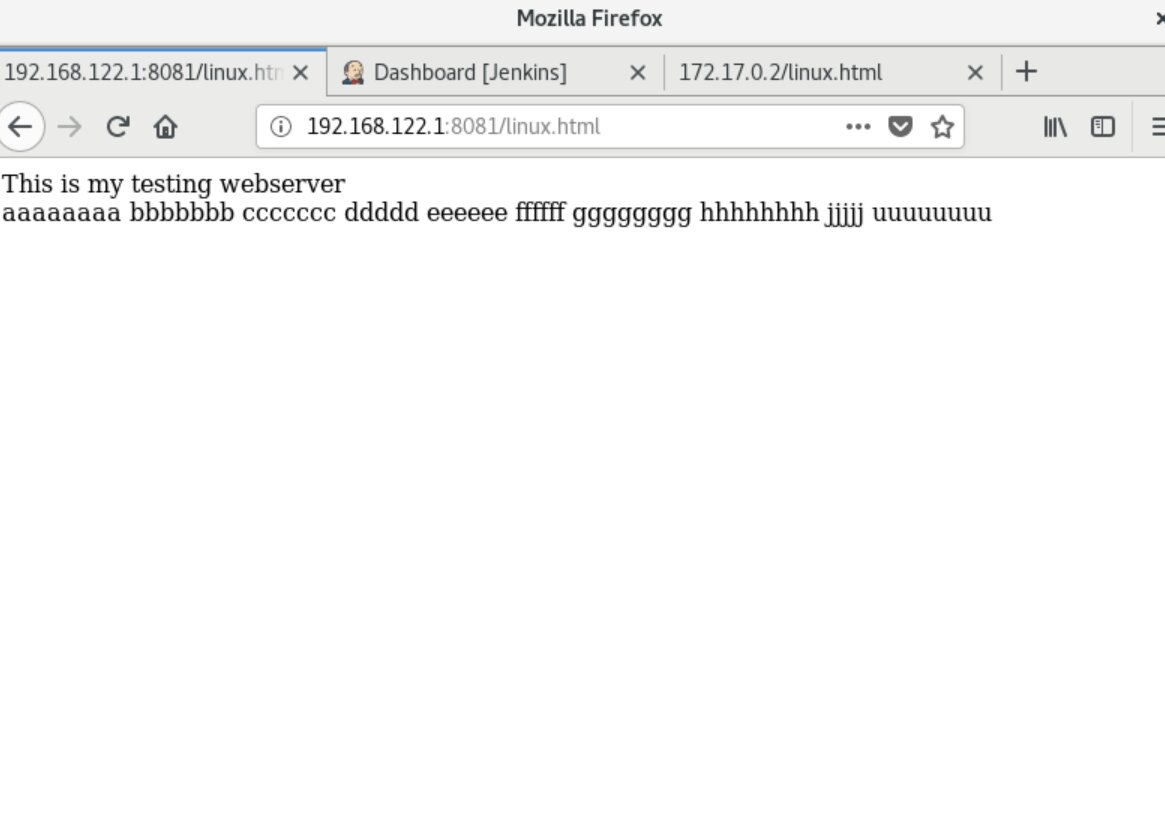 Mozilla Firefox
192.168.122.1:8081/linux.htm
Dashboard [Jenkins]
172.17.0.2/linux.html
192.168.122.1:8081/linux.html
This is my testing webserver
aaaaaaaa bbbbbbb ccccccc ddddd eeeeee ffffff gggggggg hhhhhhhh jjjjj uuuuuuuu